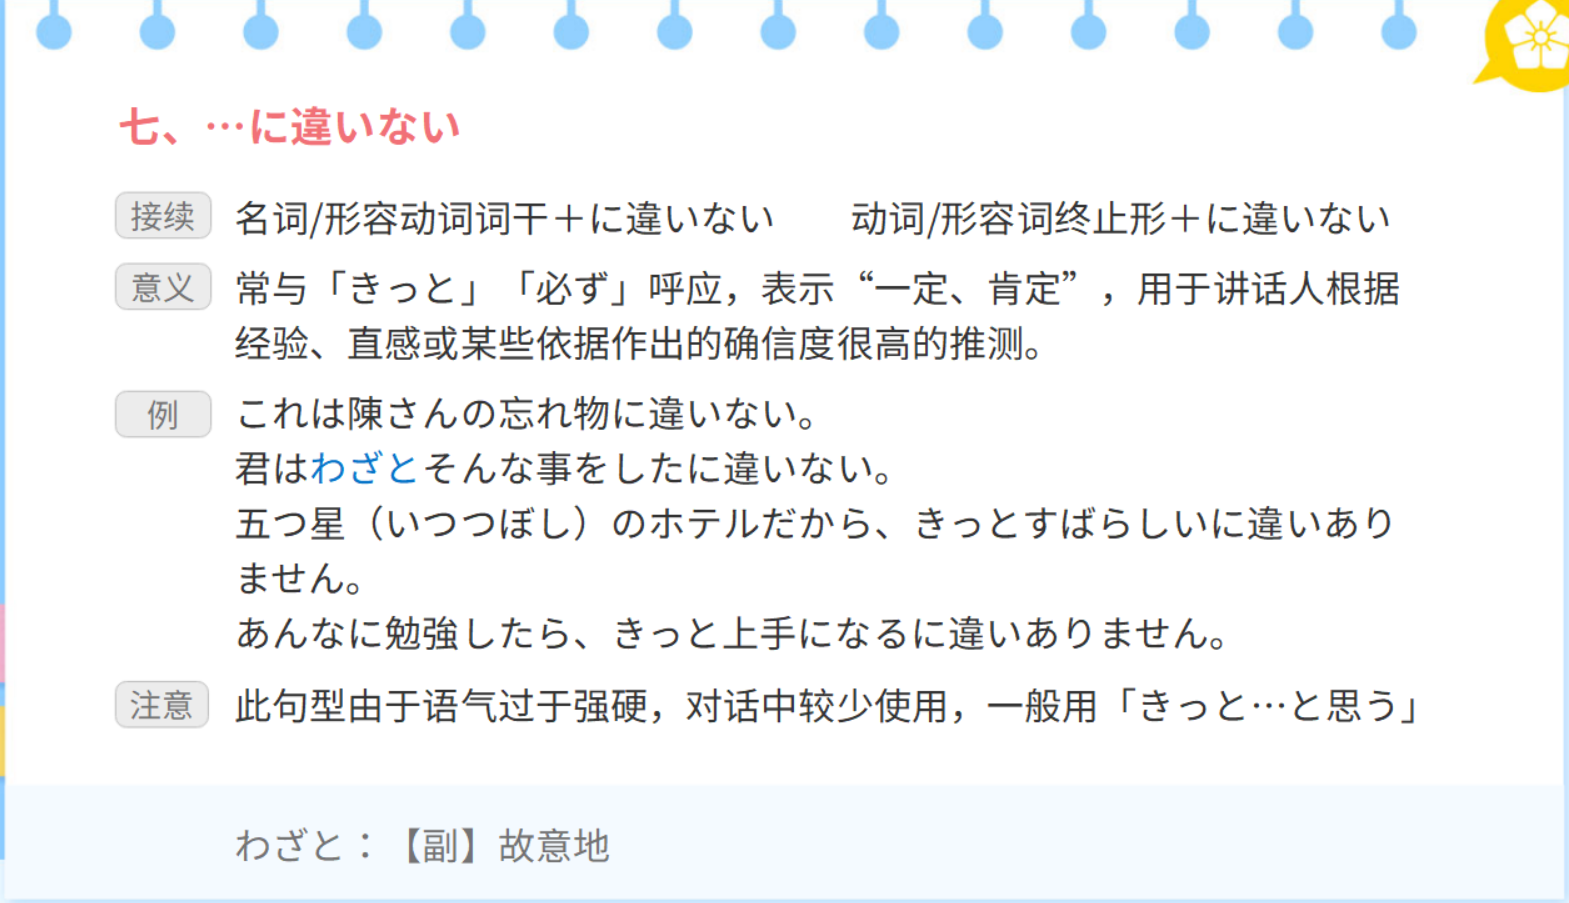 七、…に違いない
接续 名词/形容动词词干＋に違いない　　动词/形容词终止形＋に違いない
意义 常与「きっと」「必ず」呼应，表示“一定、肯定”，用于讲话人根据
经验、直感或某些依据作出的确信度很高的推测。
例 これは陳さんの忘れ物に違いない。
君はわざとそんな事をしたに違いない。
五つ星（いつつぼし）のホテルだから、きっとすばらしいに違いあり
ません。
あんなに勉強したら、きっと上手になるに違いありません。
注意 此句型由于语气过于强硬，对话中较少使用，一般用「きっと…と思う」
わざと：【副】故意地